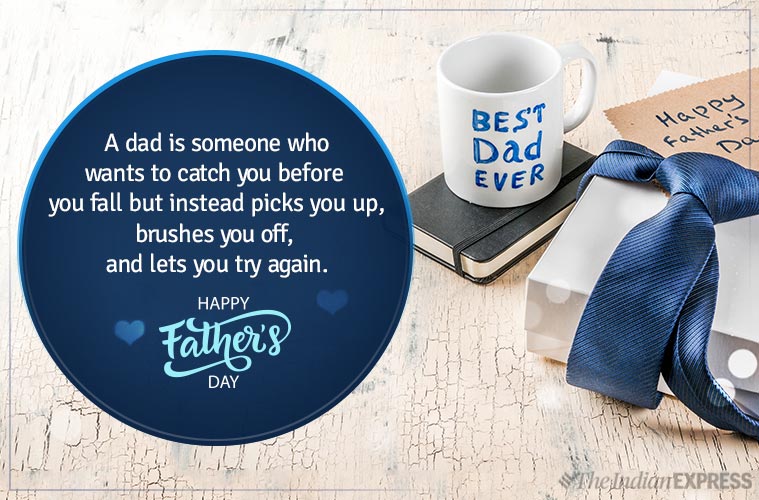 A dad is someone who
wants to catch you before
you fall but instead picks you up,
brushes you off,
and lets you try again.
HAPPY
Father's
DAY
BEST
Dad
EVER
Happy
Father's
Da
The Indian EXPRESS